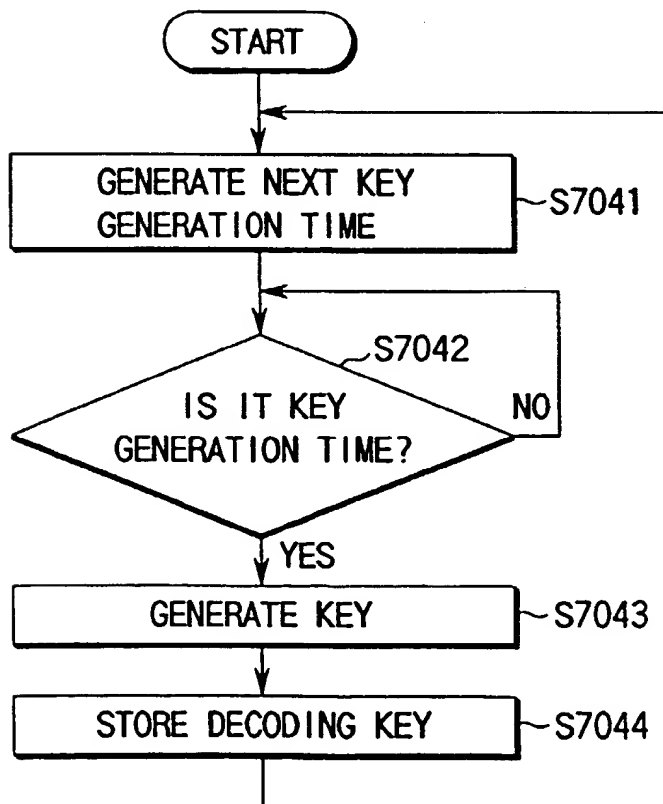 START
GENERATE NEXT KEY
GENERATION TIME
S7041
S7042
IS IT KEY
GENERATION TIME?
NO
YES
GENERATE KEY
S7043
STORE DECODING KEY
S7044